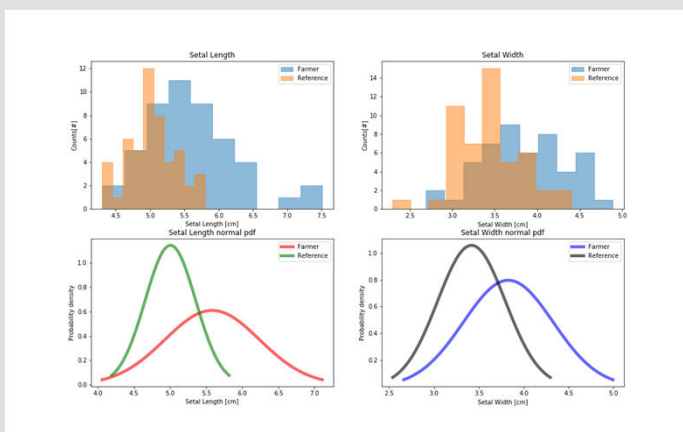 Setal Length
12
10
8
6
4
2
0
Counts[#]
Farmer
Reference
4.5 5.0 5.5 6.0 6.5 7.0 7.5
Setal Length [cm]
Setal Width
14
12
10
8
6
4
2
0
Counts[#]
Farmer
Reference
2.5 3.0 3.5 4.0 4.5 5.0
Setal Width [cm]
Setal Length normal pdf
1.0
0.8
0.6
0.4
0.2
0.0
Probability density
Farmer
Reference
4.0 4.5 5.0 5.5 6.0 6.5 7.0
Setal Length [cm]
Setal Width normal pdf
1.0
0.8
0.6
0.4
0.2
Probability density
Farmer
Reference
2.5 3.0 3.5 4.0 4.5 5.0
Setal Width [cm]